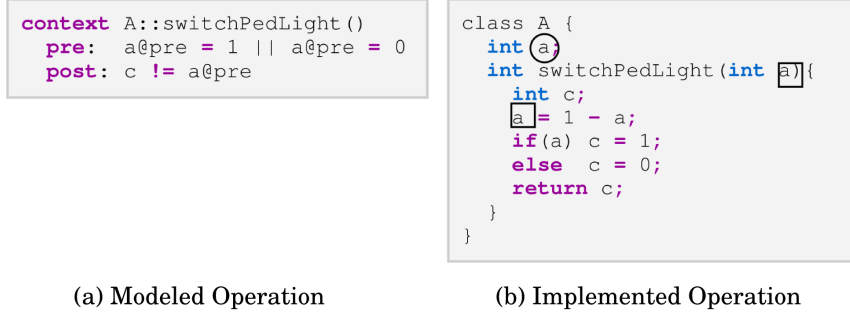 context A::switchPedLight()
pre: a@pre = 1 || a@pre = 0
post: c != a@pre
class A {
int a;
int switchPedLight(int a){
int c;
a = 1 - a;
if(a) c = 1;
else c = 0;
return c;
}
}
(a) Modeled Operation
(b) Implemented Operation